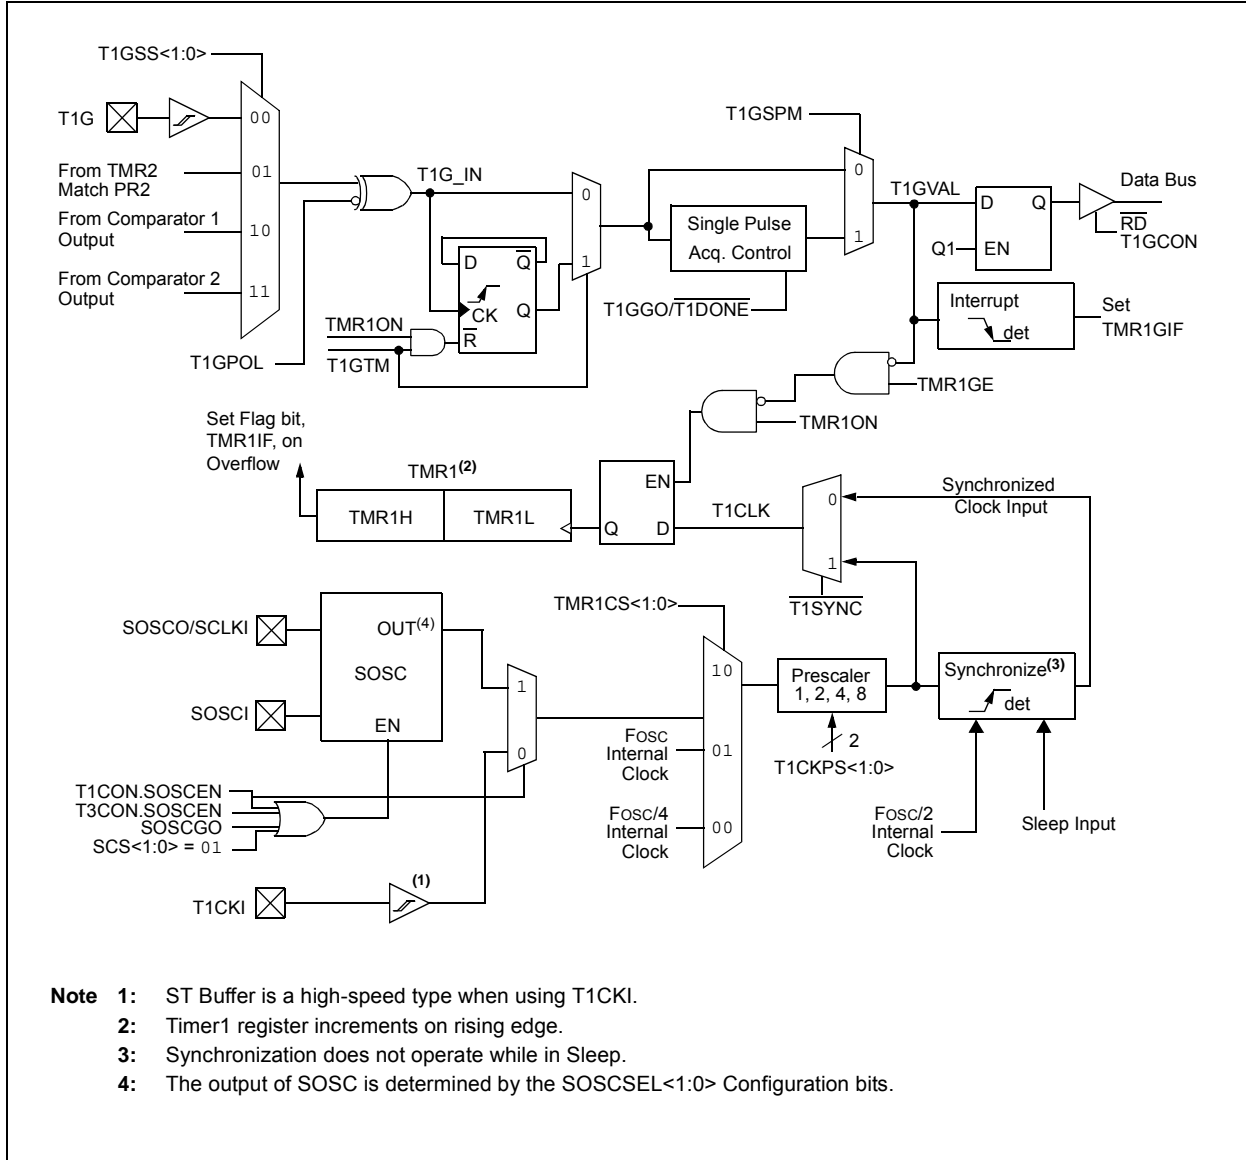 T1GSS<1:0>
T1G
00
From TMR2
Match PR2
01
From Comparator 1
Output
10
From Comparator 2
Output
11
T1GPOL
T1G_IN
D
Q
CK
Q
R
TMR1ON
T1GTM
0
1
T1GSPM
Single Pulse
Acq. Control
T1GGO/T1DONE
0
1
T1GVAL
D
Q
Q1
EN
Data Bus
RD
T1GCON
Interrupt
det
Set
TMR1GIF
TMR1GE
TMR1ON
Set Flag bit,
TMR1IF, on
Overflow
TMR1(2)
TMR1H
TMR1L
EN
Q
D
T1CLK
0
1
T1SYNC
Synchronized
Clock Input
SOSCO/SCLKI
OUT(4)
SOSC
SOSCI
EN
T1CON.SOSCEN
T3CON.SOSCEN
SOSCGO
SCS<1:0> = 01
T1CKI
(1)
1
0
TMR1CS<1:0>
10
FOSC
Internal
Clock
01
FOSC/4
Internal
Clock
00
Prescaler
1, 2, 4, 8
2
T1CKPS<1:0>
Synchronize(3)
det
FOSC/2
Internal
Clock
Sleep Input
Note 1: ST Buffer is a high-speed type when using T1CKI.
2: Timer1 register increments on rising edge.
3: Synchronization does not operate while in Sleep.
4: The output of SOSC is determined by the SOSCSEL<1:0> Configuration bits.